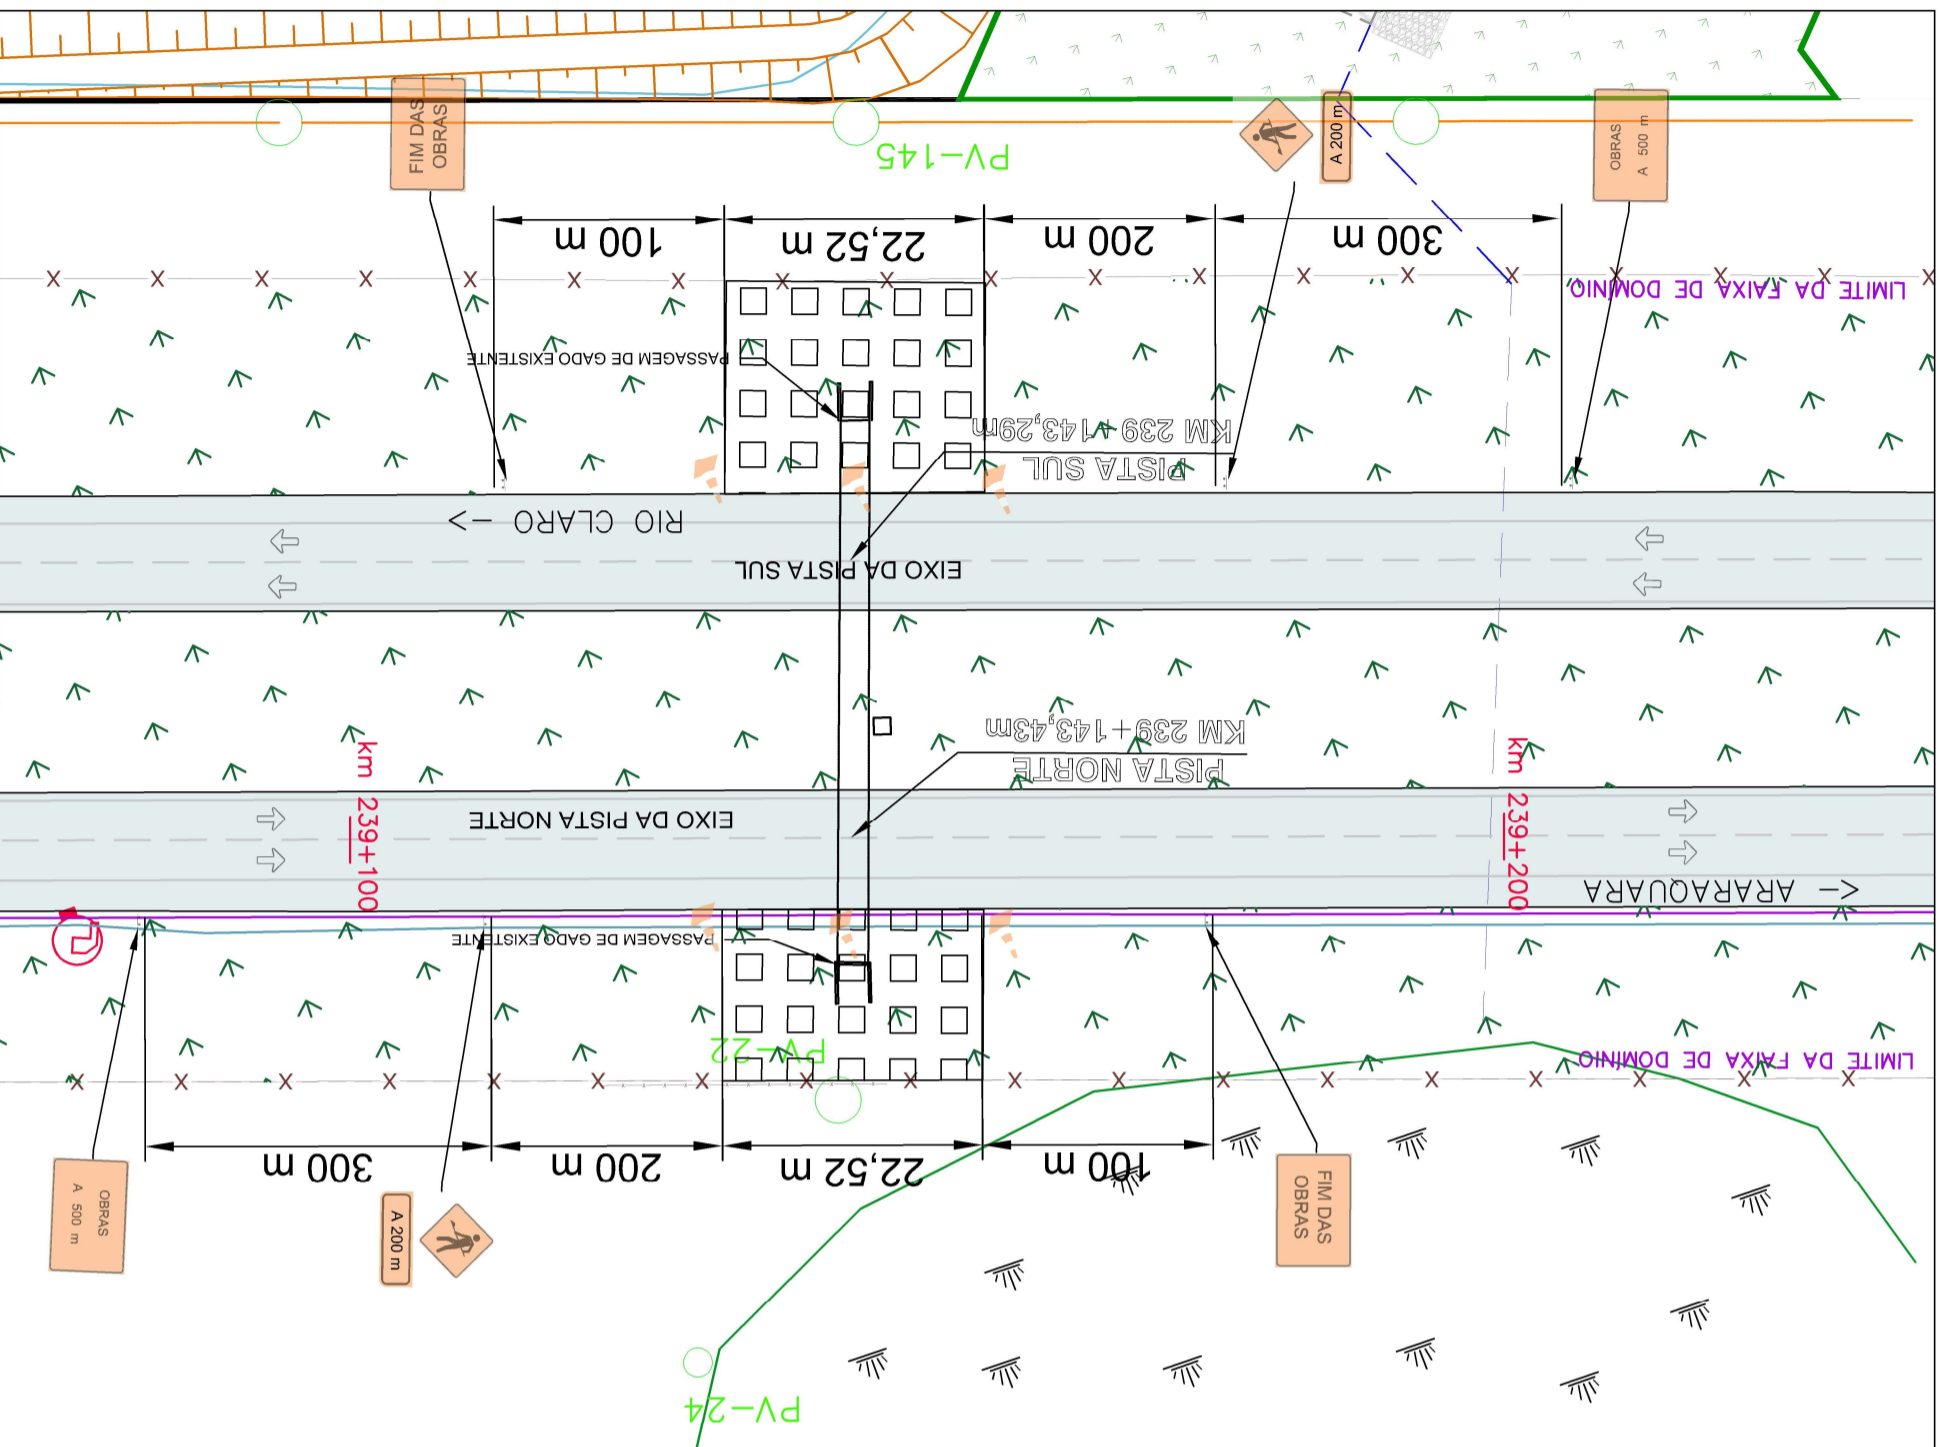 FIM DAS
OBRAS
A 200 m
OBRAS
A 500 m
PV-145
100 m
22,52 m
200 m
300 m
LIMITE DA FAIXA DE DOMÍNIO
PASSAGEM DE GADO EXISTENTE
KM 239+143,29m
PISTA SUL
RIO CLARO ->
EIXO DA PISTA SUL
KM 239+143,43m
PISTA NORTE
km 239+100
EIXO DA PISTA NORTE
km 239+200
<- ARARAQUARA
PASSAGEM DE GADO EXISTENTE
PV-22
LIMITE DA FAIXA DE DOMÍNIO
300 m
200 m
22,52 m
100 m
OBRAS
A 500 m
A 200 m
FIM DAS
OBRAS
PV-24